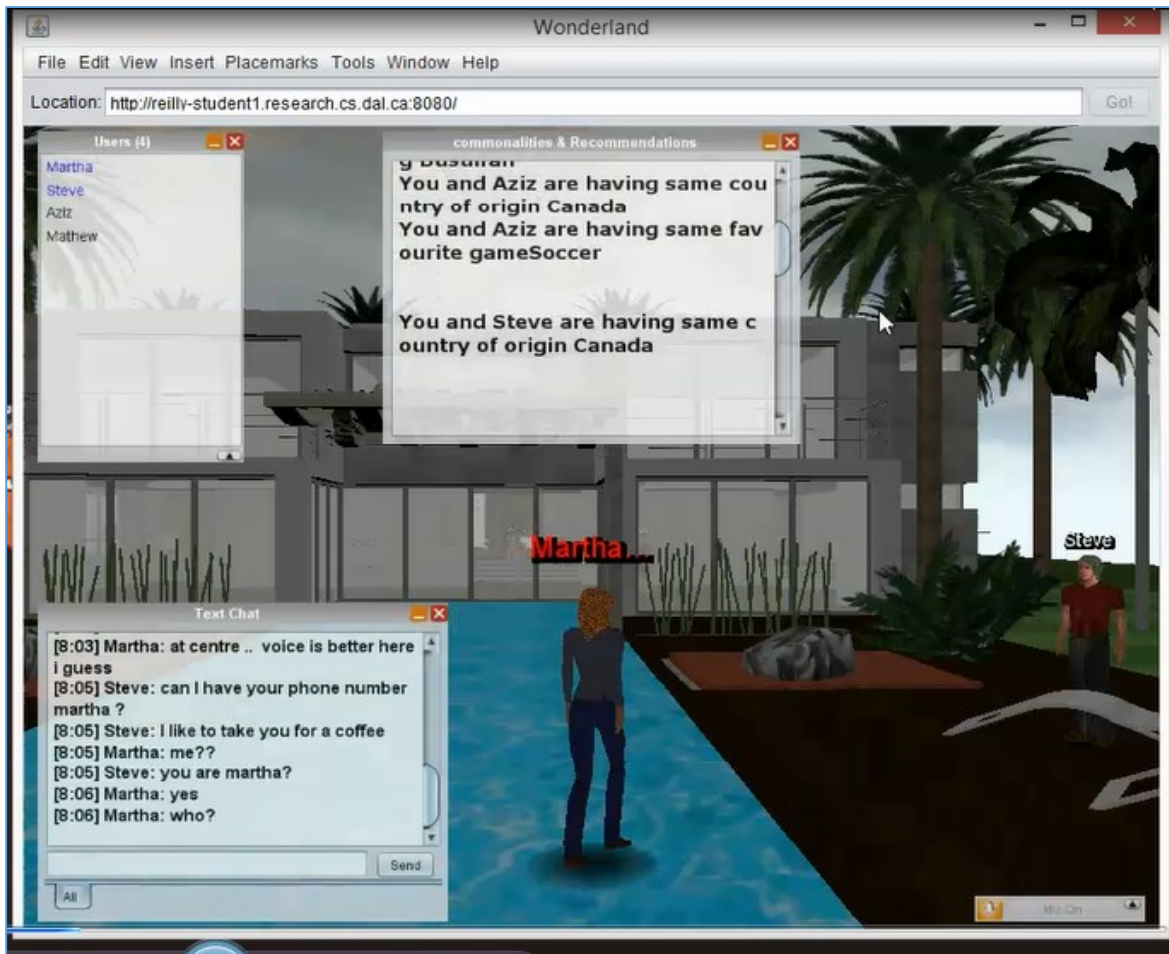 Wonderland
File Edit View Insert Placemarks Tools Window Help
Location: http://reilly-student1.research.cs.dal.ca:8080/
Go!
Users (4)
Martha
Steve
Aziz
Mathew
commonalities & Recommendations
You and Aziz are having same cou
ntry of origin Canada
You and Aziz are having same fav
ourite gameSoccer
You and Steve are having same c
ountry of origin Canada
Martha...
Steve
Text Chat
[8:03] Martha: at centre .. voice is better here
i guess
[8:05] Steve: can I have your phone number
martha ?
[8:05] Steve: I like to take you for a coffee
[8:05] Martha: me??
[8:05] Steve: you are martha?
[8:06] Martha: yes
[8:06] Martha: who?
Send
All
Mic On